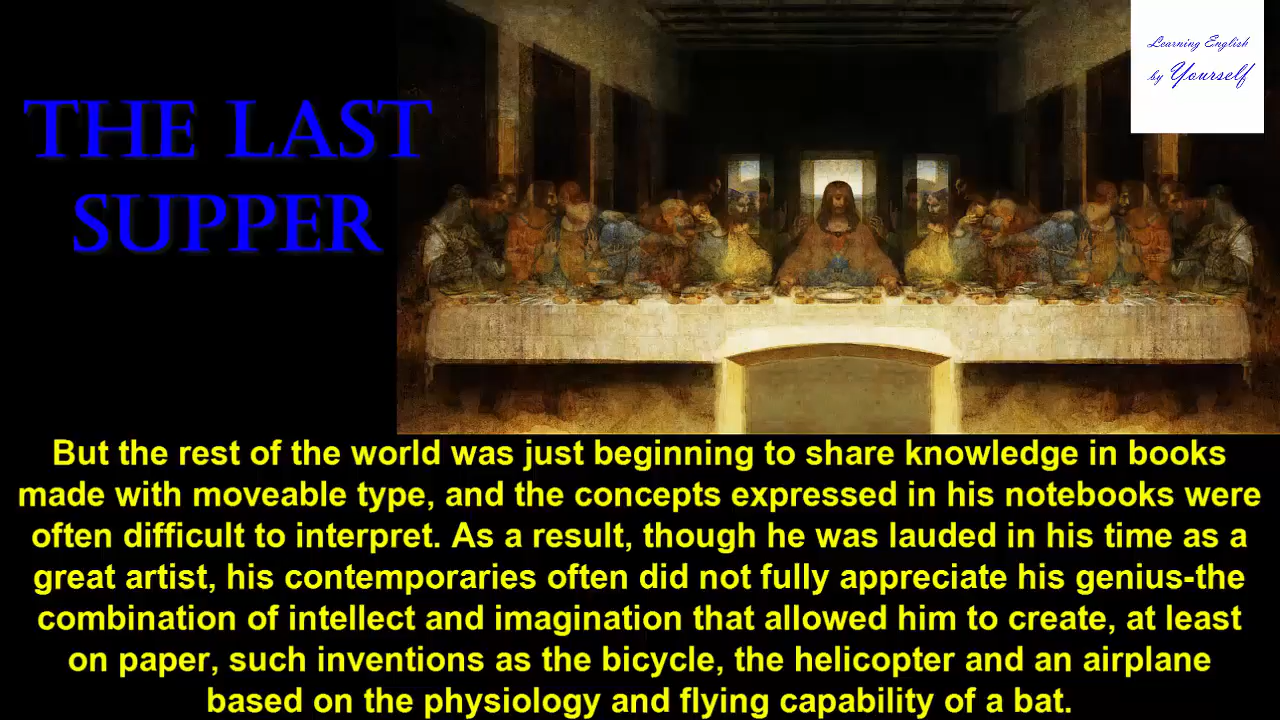 Learning English
by Yourself
THE LAST
SUPPER
But the rest of the world was just beginning to share knowledge in books
made with moveable type, and the concepts expressed in his notebooks were
often difficult to interpret. As a result, though he was lauded in his time as a
great artist, his contemporaries often did not fully appreciate his genius-the
combination of intellect and imagination that allowed him to create, at least
on paper, such inventions as the bicycle, the helicopter and an airplane
based on the physiology and flying capability of a bat.